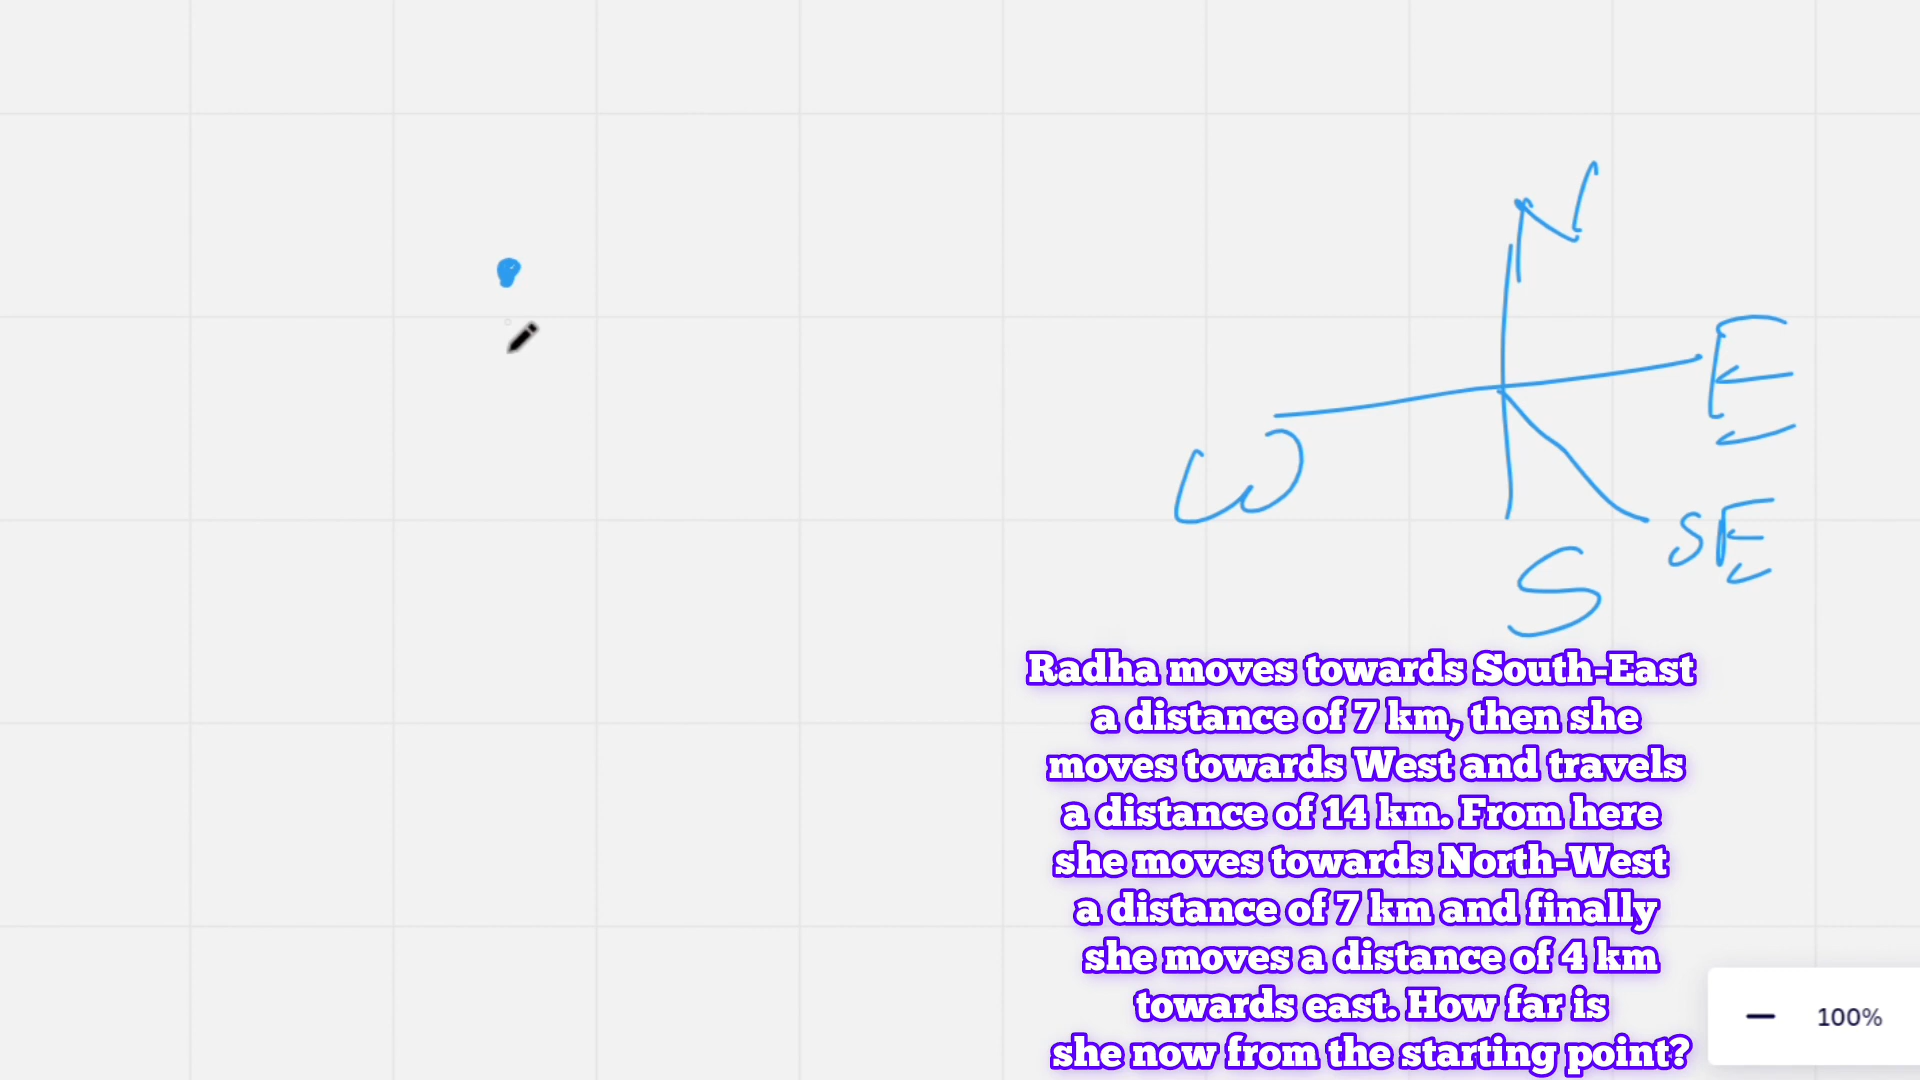 N
E
W
SE
S
Radha moves towards South-East
a distance of 7 km, then she
moves towards West and travels
a distance of 14 km. From here
she moves towards North-West
a distance of 7 km and finally
she moves a distance of 4 km
towards east. How far is
she now from the starting point?
100%